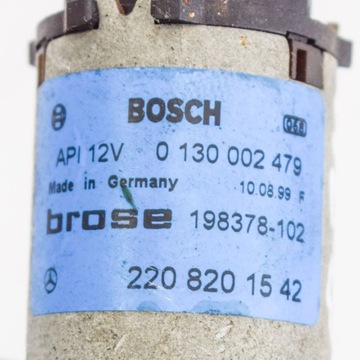 BOSCH
API 12V 0 130 002 479
Made in Germany 10.08.99 F
brose 198378-102
220 820 15 42